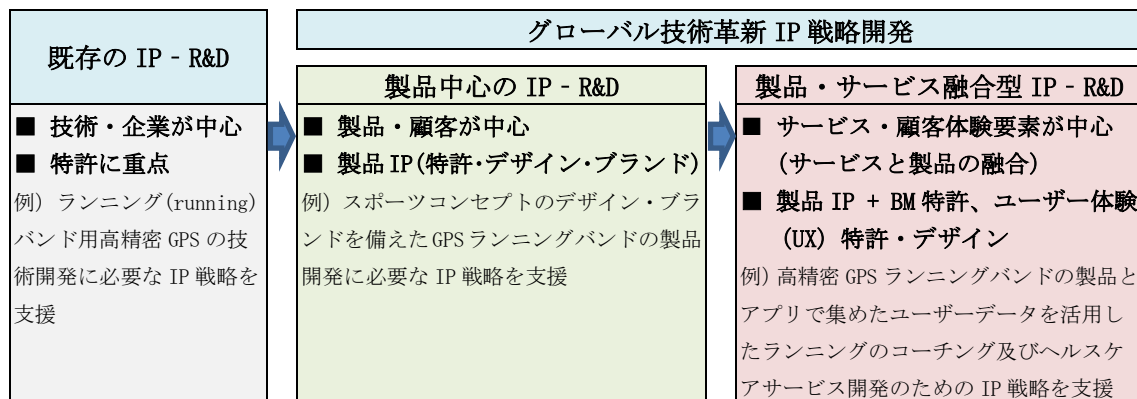 既存の IP‐R&D
■ 技術・企業が中心
■ 特許に重点
例) ランニング(running)
バンド用高精密 GPS の技
術開発に必要な IP 戦略を
支援
グローバル技術革新 IP 戦略開発
製品中心の IP‐R&D
■ 製品・顧客が中心
■ 製品 IP(特許・デザイン・ブランド)
例) スポーツコンセプトのデザイン・ブラ
ンドを備えた GPS ランニングバンドの製品
開発に必要な IP 戦略を支援
製品・サービス融合型 IP‐R&D
■ サービス・顧客体験要素が中心
(サービスと製品の融合)
■ 製品 IP + BM 特許、ユーザー体験
(UX) 特許・デザイン
例) 高精密 GPS ランニングバンドの製品と
アプリで集めたユーザーデータを活用し
たランニングのコーチング及びヘルスケ
アサービス開発のための IP 戦略を支援